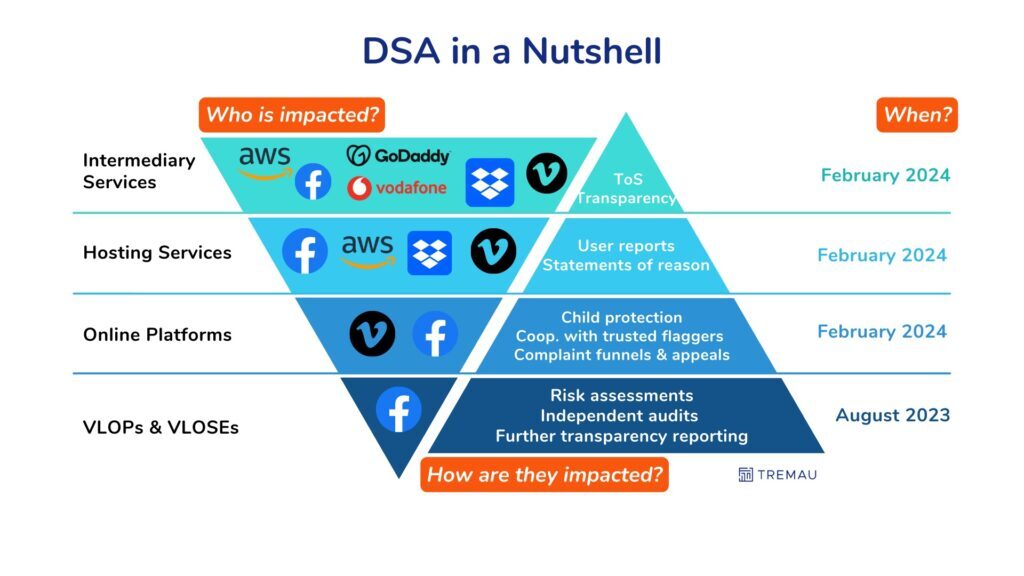 DSA in a Nutshell
Who is impacted?
When?
Intermediary
Services
aws
GoDaddy
vodafone
ToS
Transparency
February 2024
Hosting Services
aws
User reports
Statements of reason
February 2024
Online Platforms
Child protection
Coop. with trusted flaggers
Complaint funnels & appeals
February 2024
VLOPs & VLOSEs
Risk assessments
Independent audits
Further transparency reporting
August 2023
How are they impacted?
TREMAU